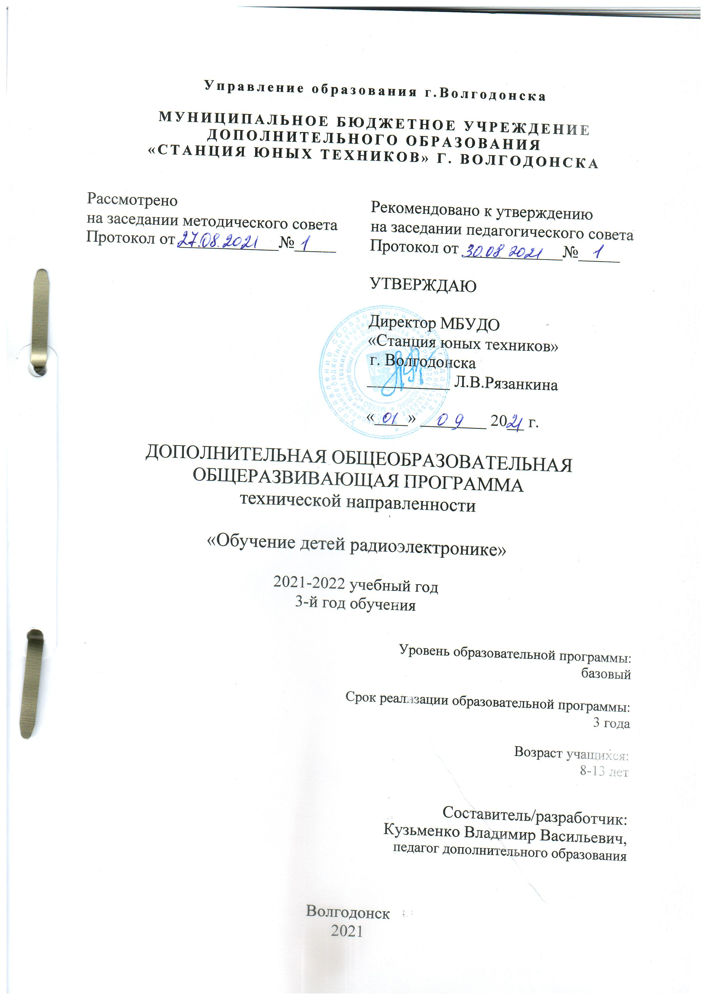 Управление образования г.Волгодонска
МУНИЦИПАЛЬНОЕ БЮДЖЕТНОЕ УЧРЕЖДЕНИЕ
ДОПОЛНИТЕЛЬНОГО ОБРАЗОВАНИЯ
«СТАНЦИЯ ЮНЫХ ТЕХНИКОВ» Г. ВОЛГОДОНСКА
Рассмотрено
на заседании методического совета
Протокол от 27.08.2021 № 1
Рекомендовано к утверждению
на заседании педагогического совета
Протокол от 30.08.2021 № 1
УТВЕРЖДАЮ
Директор МБУДО
«Станция юных техников»
г. Волгодонска
Л.В.Рязанкина
«01» 09 2021 г.
ДОПОЛНИТЕЛЬНАЯ ОБЩЕОБРАЗОВАТЕЛЬНАЯ
ОБЩЕРАЗВИВАЮЩАЯ ПРОГРАММА
технической направленности
«Обучение детей радиоэлектронике»
2021-2022 учебный год
3-й год обучения
Уровень образовательной программы:
базовый
Срок реализации образовательной программы:
3 года
Возраст учащихся:
8-13 лет
Составитель/разработчик:
Кузьменко Владимир Васильевич,
педагог дополнительного образования
Волгодонск
2021